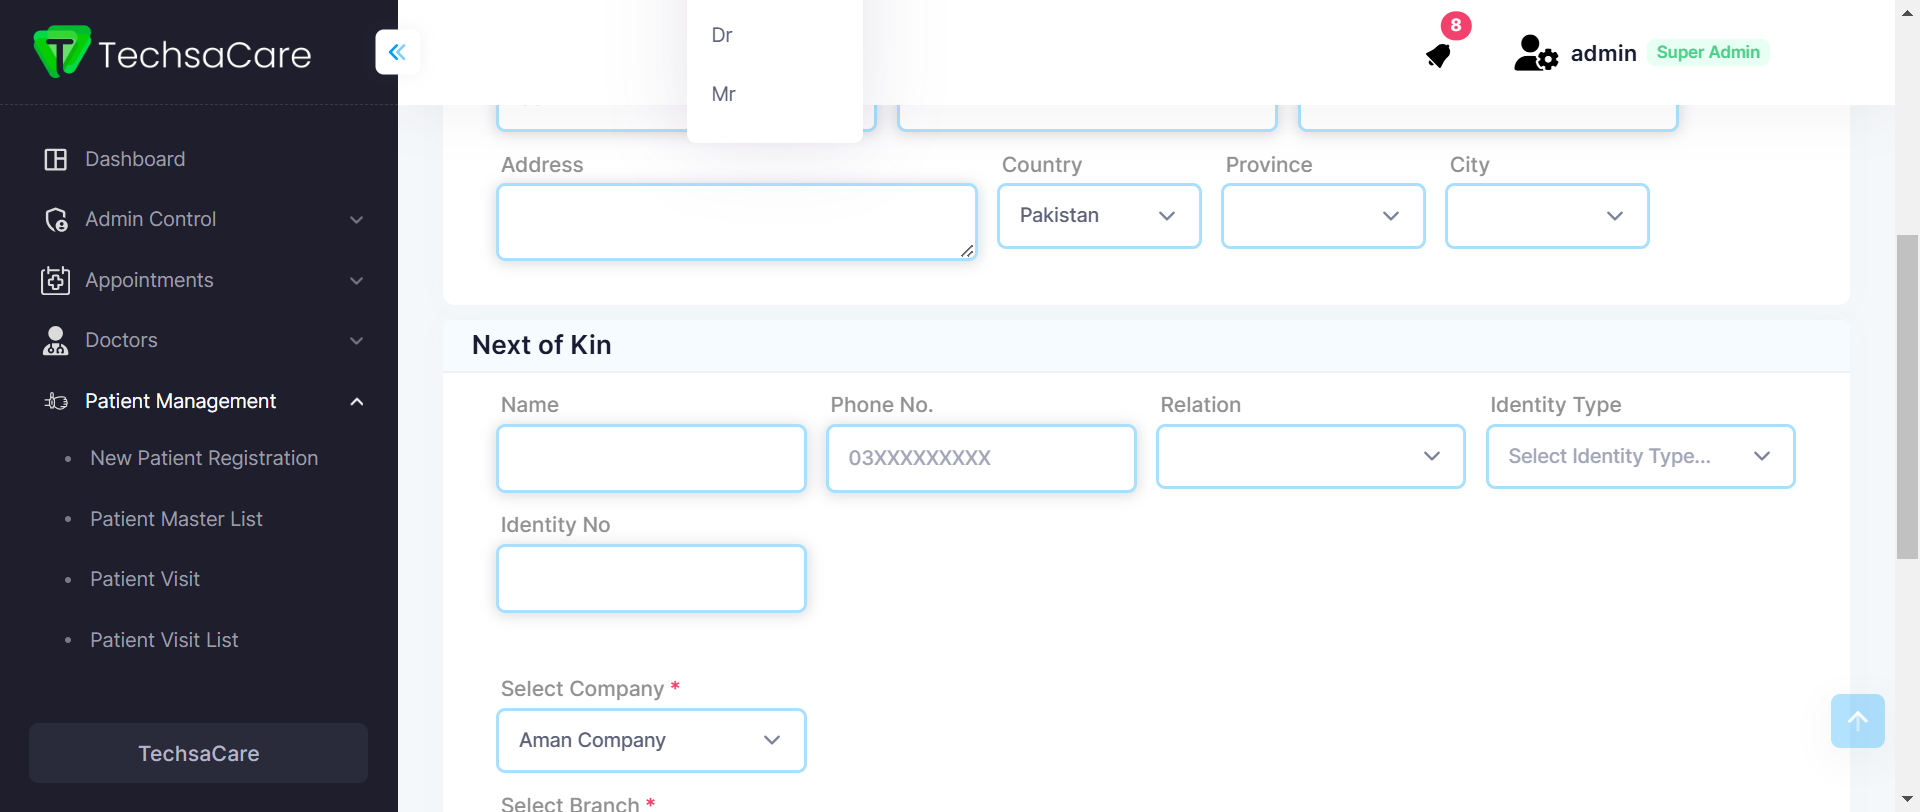 TechsaCare
Dr
Mr
8
admin
Super Admin
Dashboard
Admin Control
Appointments
Doctors
Patient Management
New Patient Registration
Patient Master List
Patient Visit
Patient Visit List
TechsaCare
Address
Country
Province
City
Pakistan
Next of Kin
Name
Phone No.
Relation
Identity Type
03XXXXXXXXX
Select Identity Type...
Identity No
Select Company *
Aman Company
Select Branch *